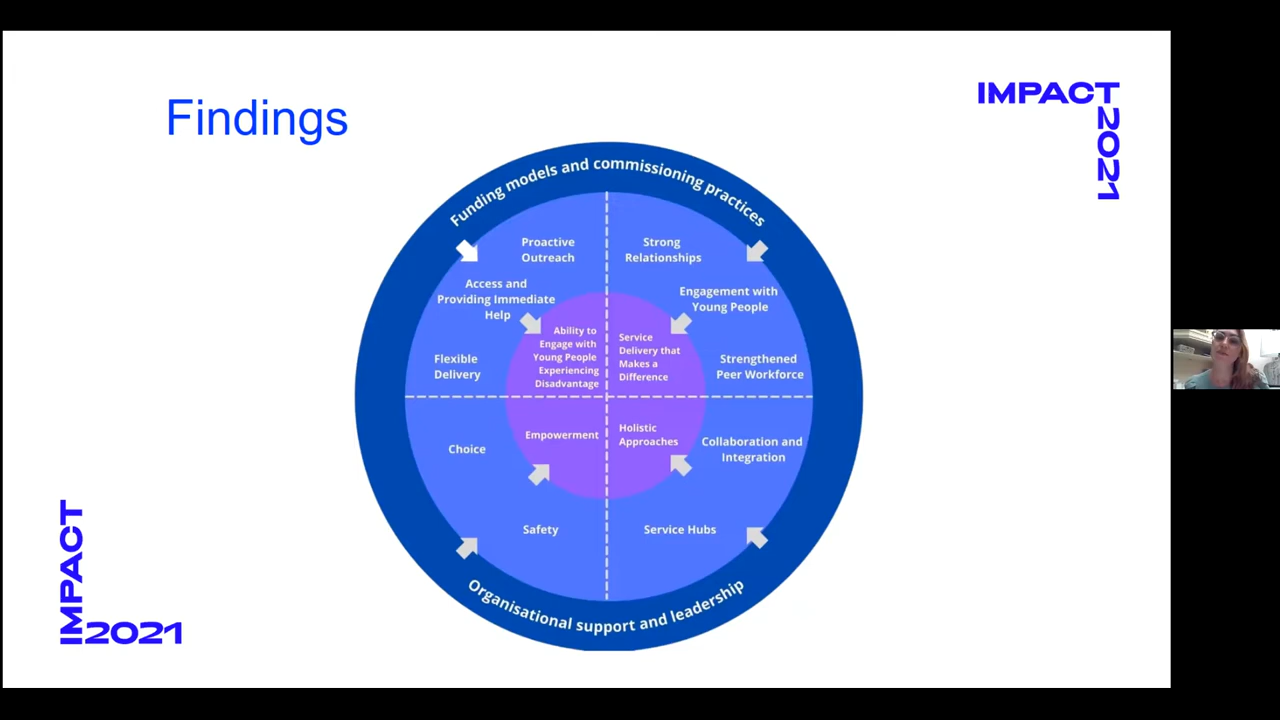 Findings
IMPACT
2021
Funding models and commissioning practices
Proactive
Outreach
Strong
Relationships
Access and
Providing Immediate
Help
Engagement with
Young People
Ability to
Engage with
Young People
Experiencing
Disadvantage
Service
Delivery that
Makes a
Difference
Flexible
Delivery
Strengthened
Peer Workforce
Choice
Empowerment
Holistic
Approaches
Collaboration and
Integration
Safety
Service Hubs
Organisational support and leadership
IMPACT
2021